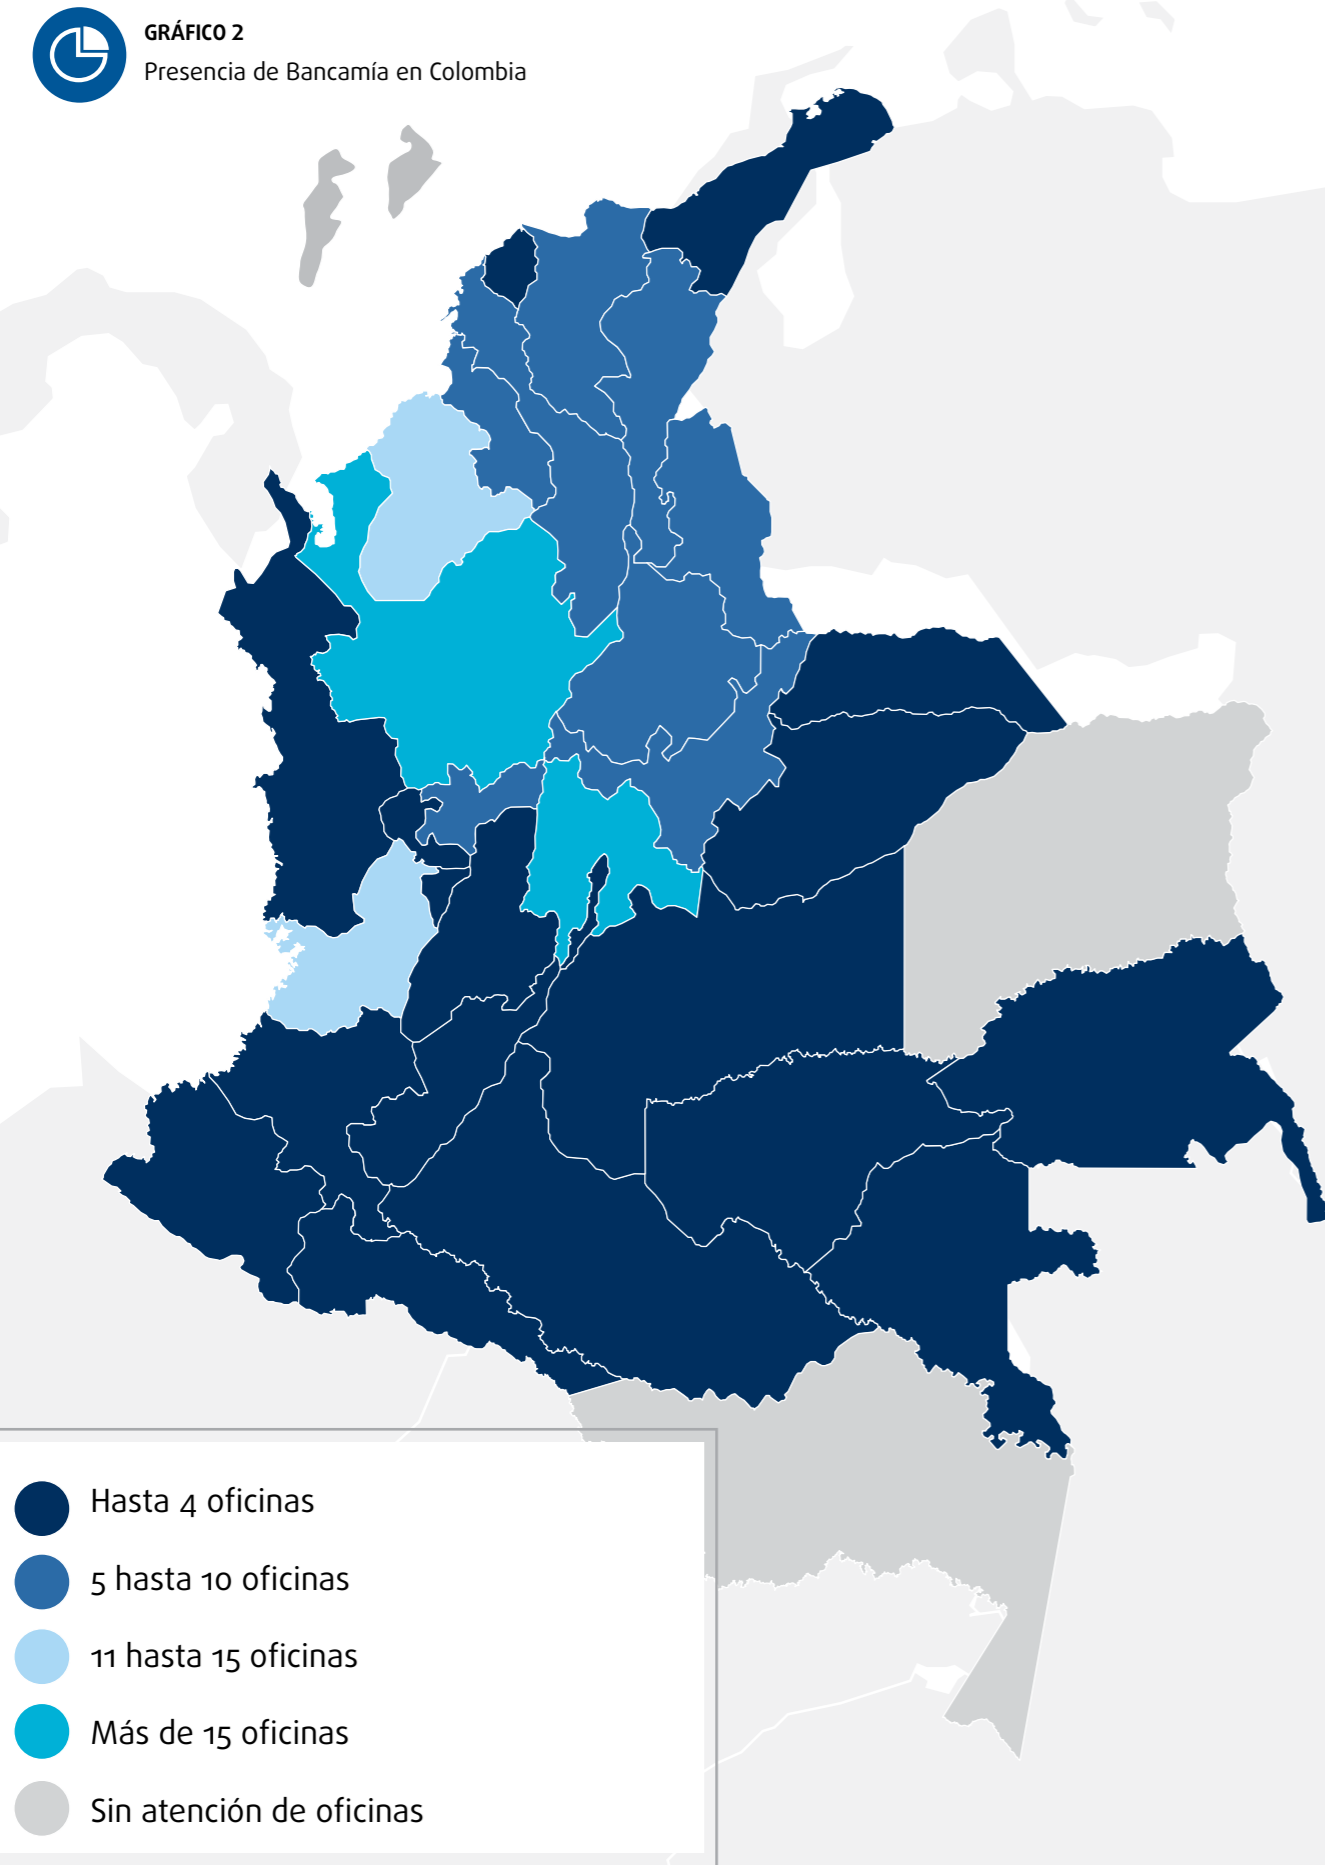 GRÁFICO 2
Presencia de Bancamía en Colombia
Hasta 4 oficinas
5 hasta 10 oficinas
11 hasta 15 oficinas
Más de 15 oficinas
Sin atención de oficinas